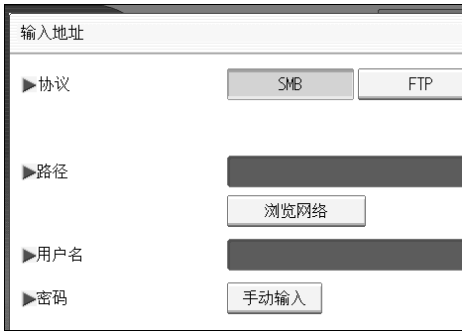 输入地址
▶协议 SMB FTP
▶路径
浏览网络
▶用户名
▶密码 手动输入